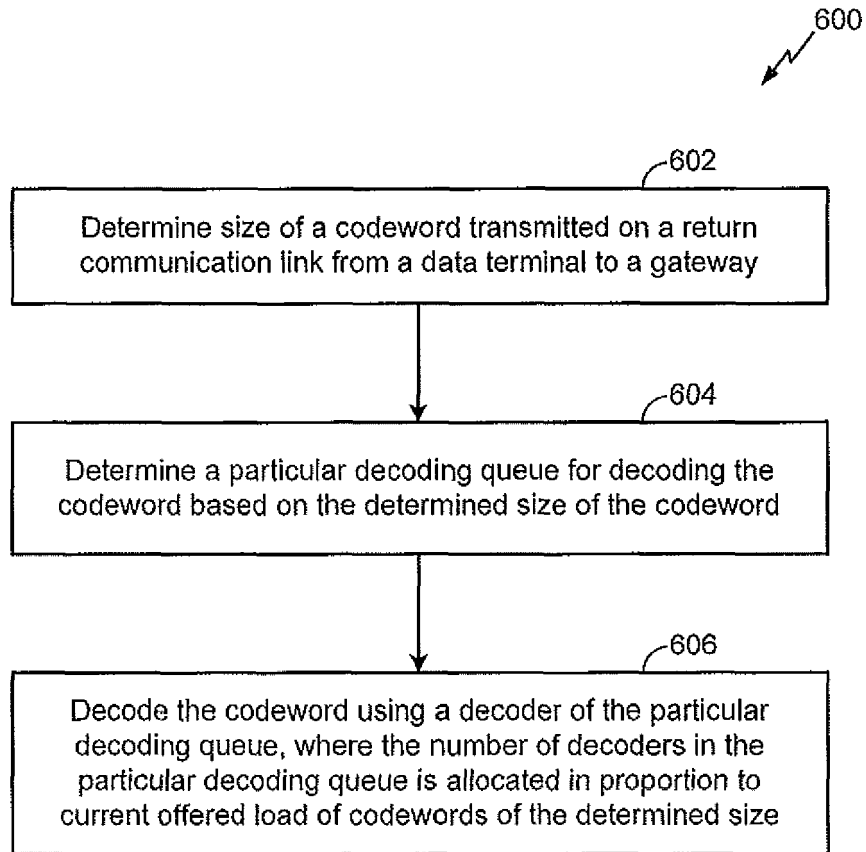 600
602
Determine size of a codeword transmitted on a return
communication link from a data terminal to a gateway
604
Determine a particular decoding queue for decoding the
codeword based on the determined size of the codeword
606
Decode the codeword using a decoder of the particular
decoding queue, where the number of decoders in the
particular decoding queue is allocated in proportion to
current offered load of codewords of the determined size